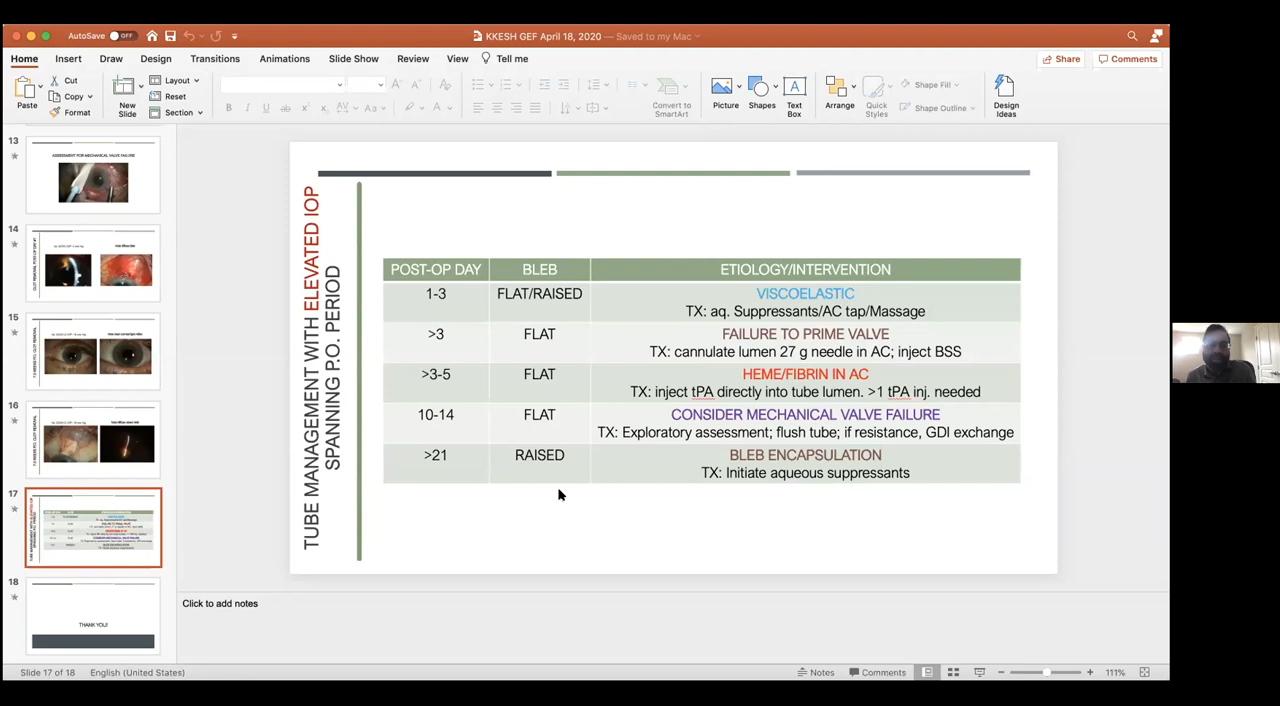 AutoSave OFF
KKESH GEF April 18, 2020 — Saved to my Mac
Home Insert Draw Design Transitions Animations Slide Show Review View Tell me
Share Comments
Paste
Cut
Copy
Format
New Slide
Layout
Reset
Section
Convert to SmartArt
Picture
Shapes
Text Box
Arrange
Quick Styles
Shape Fill
Shape Outline
Design Ideas
13
ASSESSMENT FOR MECHANICAL VALVE FAILURE
14
15
16
17
18
THANK YOU!
TUBE MANAGEMENT WITH ELEVATED IOP
SPANNING P.O. PERIOD
POST-OP DAY BLEB ETIOLOGY/INTERVENTION
1-3 FLAT/RAISED VISCOELASTIC
TX: aq. Suppressants/AC tap/Massage
>3 FLAT FAILURE TO PRIME VALVE
TX: cannulate lumen 27 g needle in AC; inject BSS
>3-5 FLAT HEME/FIBRIN IN AC
TX: inject tPA directly into tube lumen. >1 tPA inj. needed
10-14 FLAT CONSIDER MECHANICAL VALVE FAILURE
TX: Exploratory assessment; flush tube; if resistance, GDI exchange
>21 RAISED BLEB ENCAPSULATION
TX: Initiate aqueous suppressants
Click to add notes
Slide 17 of 18 English (United States) Notes Comments 111%